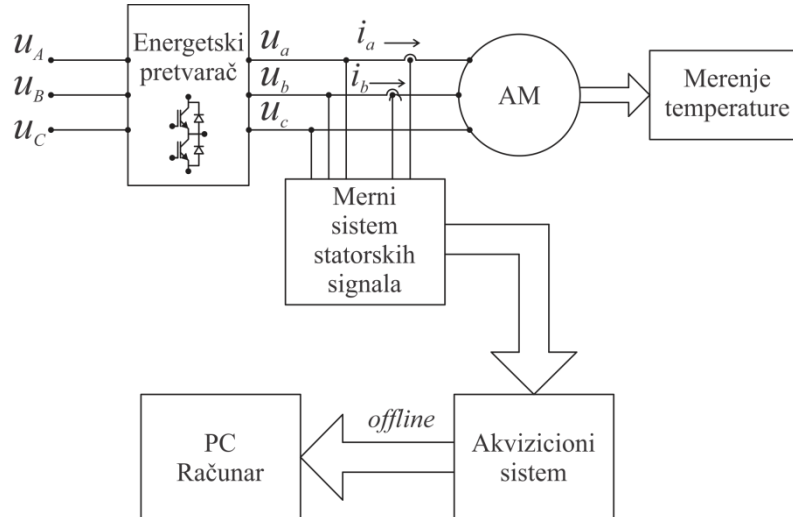 u_A
u_B
u_C
Energetski
pretvarač
u_a
u_b
u_c
i_a
i_b
AM
Merenje
temperature
Merni
sistem
statorskih
signala
offline
PC
Računar
Akvizicioni
sistem